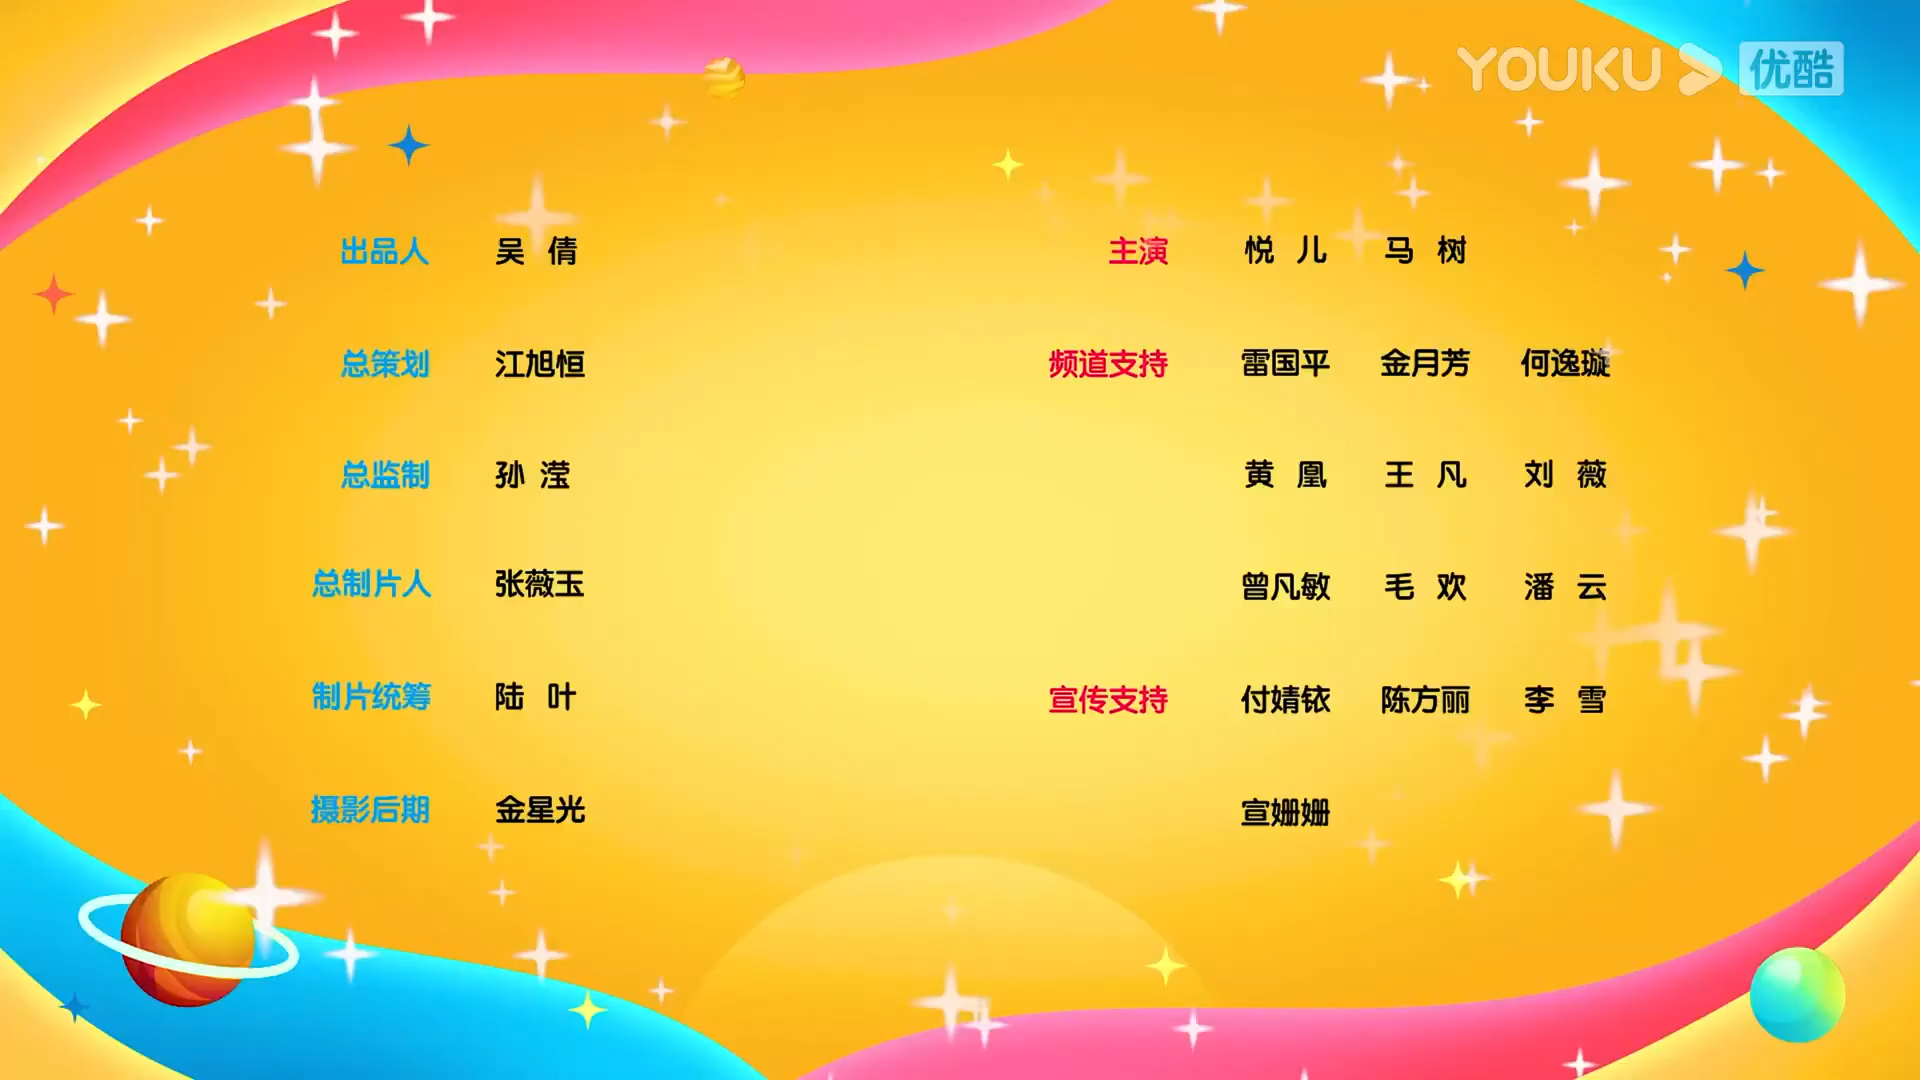 YOUKU 优酷
出品人 吴 倩
总策划 江旭恒
总监制 孙 滢
总制片人 张薇玉
制片统筹 陆 叶
摄影后期 金星光
主演 悦 儿 马 树
频道支持 雷国平 金月芳 何逸璇
黄 凰 王 凡 刘 薇
曾凡敏 毛 欢 潘 云
宣传支持 付婧铱 陈方丽 李 雪
宣姗姗